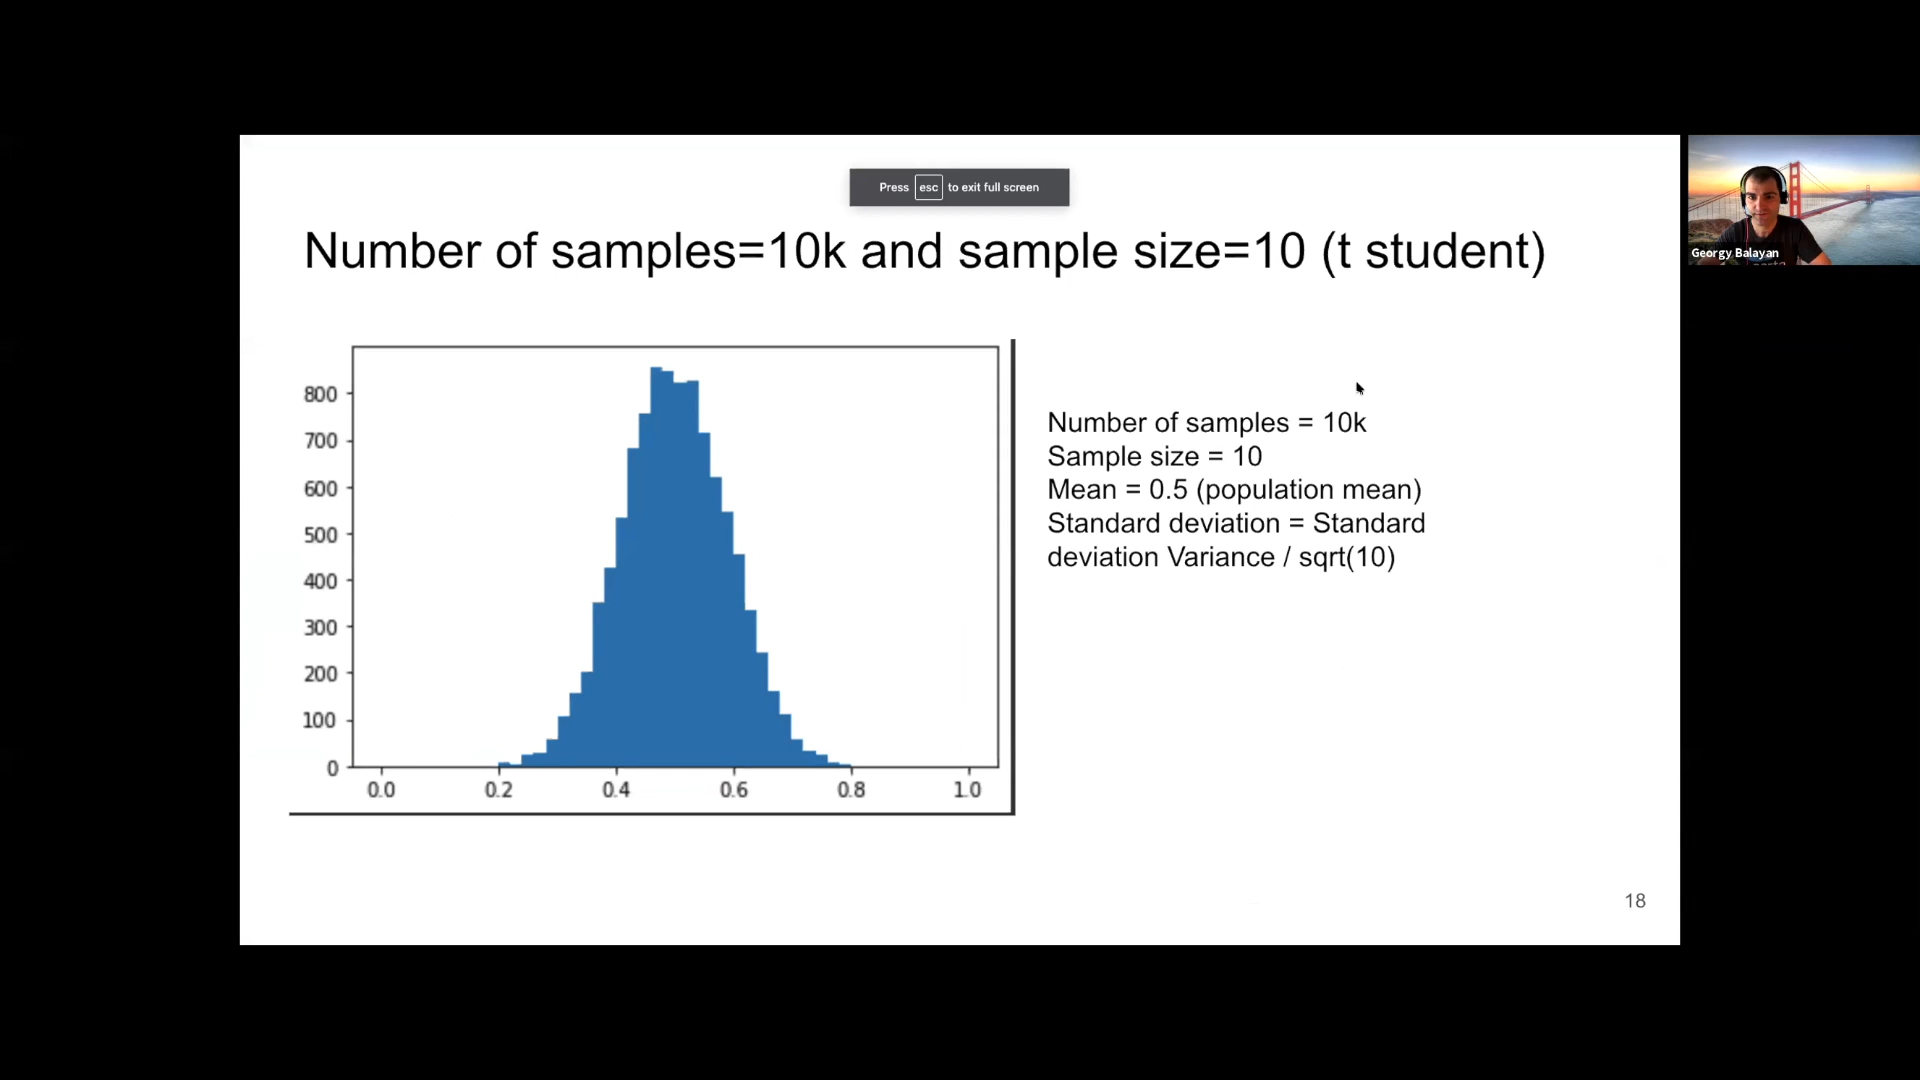 Press esc to exit full screen
Georgy Balayan
Number of samples=10k and sample size=10 (t student)
800
700
600
500
400
300
200
100
0
0.0 0.2 0.4 0.6 0.8 1.0
Number of samples = 10k
Sample size = 10
Mean = 0.5 (population mean)
Standard deviation = Standard
deviation Variance / sqrt(10)
18